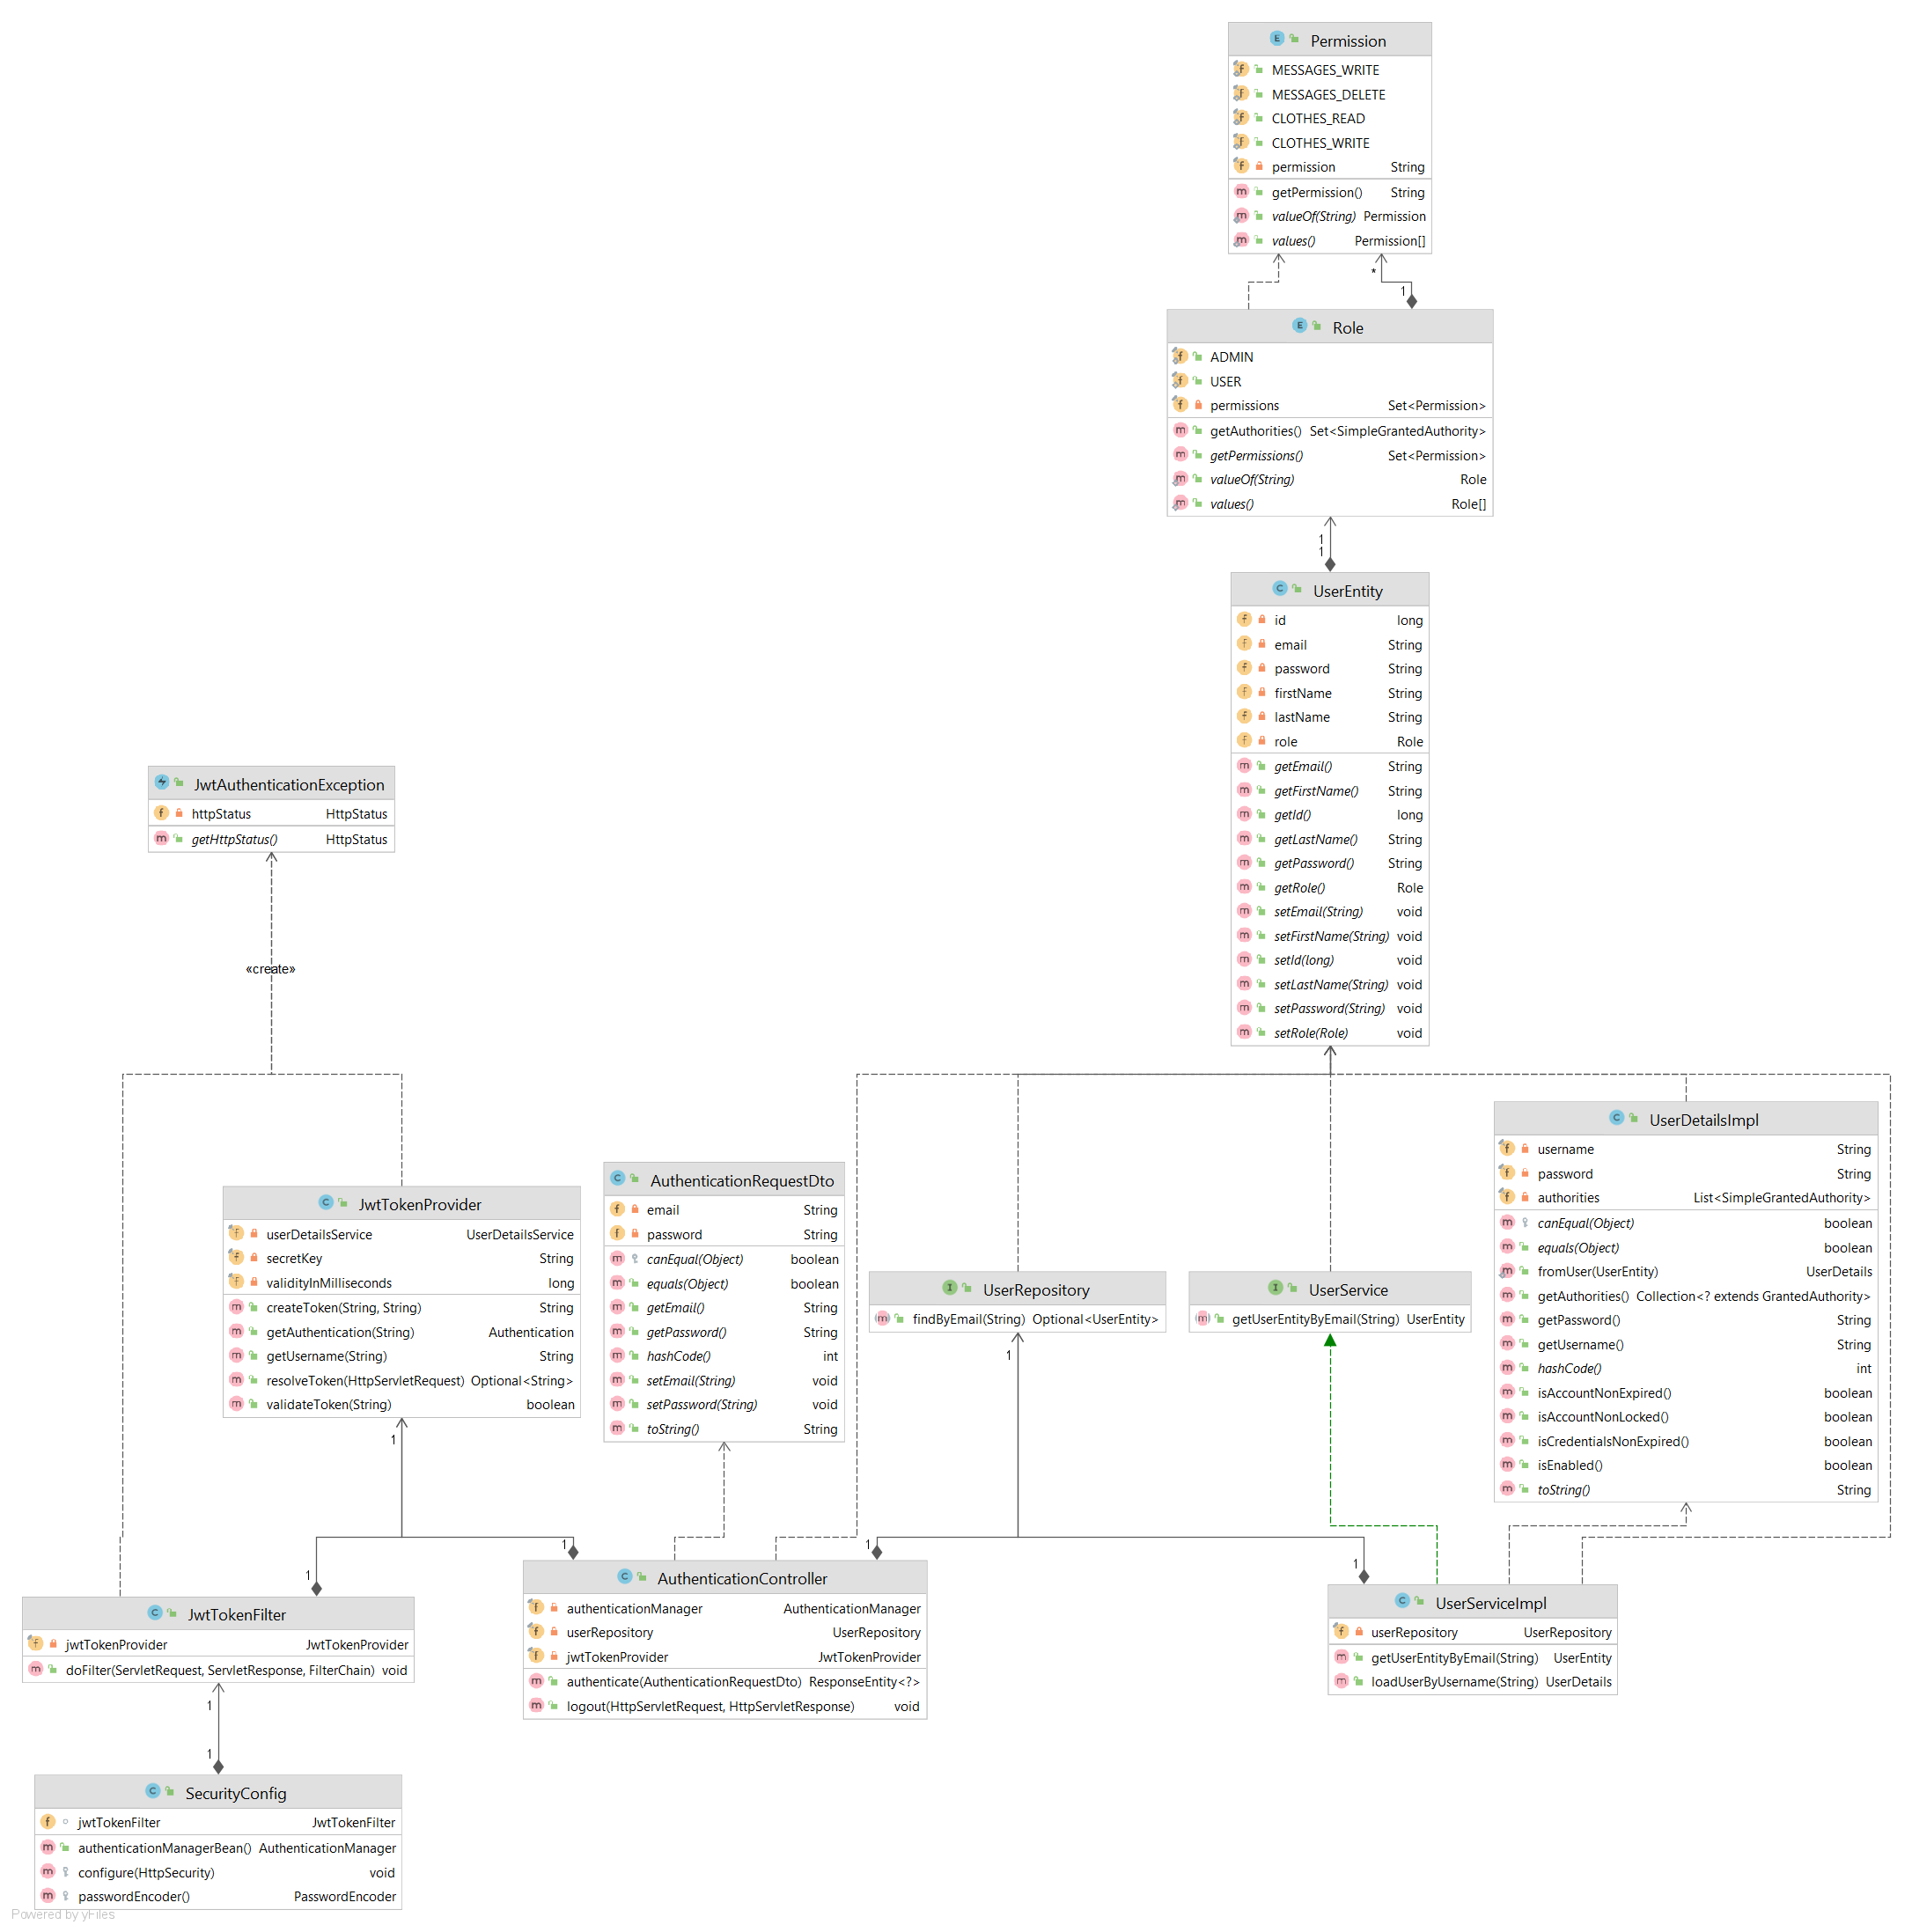 Permission
MESSAGES_WRITE
MESSAGES_DELETE
CLOTHES_READ
CLOTHES_WRITE
permission String
getPermission() String
valueOf(String) Permission
values() Permission[]
*
1
Role
ADMIN
USER
permissions Set<Permission>
getAuthorities() Set<SimpleGrantedAuthority>
getPermissions() Set<Permission>
valueOf(String) Role
values() Role[]
1
1
UserEntity
id long
email String
password String
firstName String
lastName String
role Role
getEmail() String
getFirstName() String
getId() long
getLastName() String
getPassword() String
getRole() Role
setEmail(String) void
setFirstName(String) void
setId(long) void
setLastName(String) void
setPassword(String) void
setRole(Role) void
JwtAuthenticationException
httpStatus HttpStatus
getHttpStatus() HttpStatus
«create»
JwtTokenProvider
userDetailsService UserDetailsService
secretKey String
validityInMilliseconds long
createToken(String, String) String
getAuthentication(String) Authentication
getUsername(String) String
resolveToken(HttpServletRequest) Optional<String>
validateToken(String) boolean
1
AuthenticationRequestDto
email String
password String
canEqual(Object) boolean
equals(Object) boolean
getEmail() String
getPassword() String
hashCode() int
setEmail(String) void
setPassword(String) void
toString() String
UserRepository
findByEmail(String) Optional<UserEntity>
1
UserService
getUserEntityByEmail(String) UserEntity
UserDetailsImpl
username String
password String
authorities List<SimpleGrantedAuthority>
canEqual(Object) boolean
equals(Object) boolean
fromUser(UserEntity) UserDetails
getAuthorities() Collection<? extends GrantedAuthority>
getPassword() String
getUsername() String
hashCode() int
isAccountNonExpired() boolean
isAccountNonLocked() boolean
isCredentialsNonExpired() boolean
isEnabled() boolean
toString() String
1
1
1
1
JwtTokenFilter
jwtTokenProvider JwtTokenProvider
doFilter(ServletRequest, ServletResponse, FilterChain) void
1
1
AuthenticationController
authenticationManager AuthenticationManager
userRepository UserRepository
jwtTokenProvider JwtTokenProvider
authenticate(AuthenticationRequestDto) ResponseEntity<?>
logout(HttpServletRequest, HttpServletResponse) void
UserServiceImpl
userRepository UserRepository
getUserEntityByEmail(String) UserEntity
loadUserByUsername(String) UserDetails
SecurityConfig
jwtTokenFilter JwtTokenFilter
authenticationManagerBean() AuthenticationManager
configure(HttpSecurity) void
passwordEncoder() PasswordEncoder
Powered by yFiles